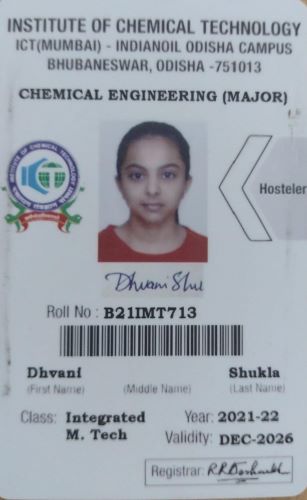 INSTITUTE OF CHEMICAL TECHNOLOGY
ICT(MUMBAI) - INDIANOIL ODISHA CAMPUS
BHUBANESWAR, ODISHA -751013
CHEMICAL ENGINEERING (MAJOR)
Hosteler
Dhvani Shu
Roll No : B21IMT713
Dhvani Shukla
(First Name) (Middle Name) (Last Name)
Class: Integrated Year: 2021-22
M. Tech Validity: DEC-2026
Registrar: